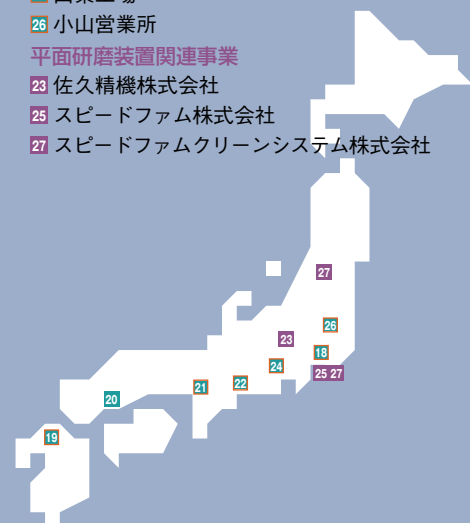 26 小山営業所
平面研磨装置関連事業
23 佐久精機株式会社
25 スピードファム株式会社
27 スピードファムクリーンシステム株式会社
27
26
23
18
24
25 27
22
21
20
19